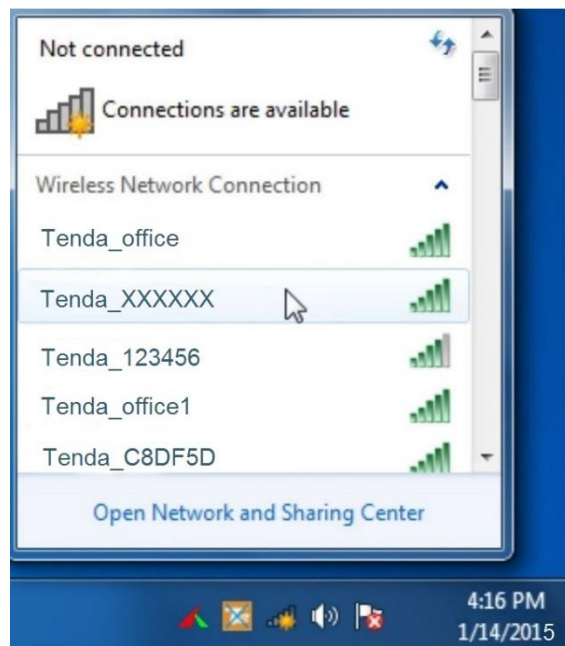 Not connected
Connections are available
Wireless Network Connection
Tenda_office
Tenda_XXXXXX
Tenda_123456
Tenda_office1
Tenda_C8DF5D
Open Network and Sharing Center
4:16 PM
1/14/2015